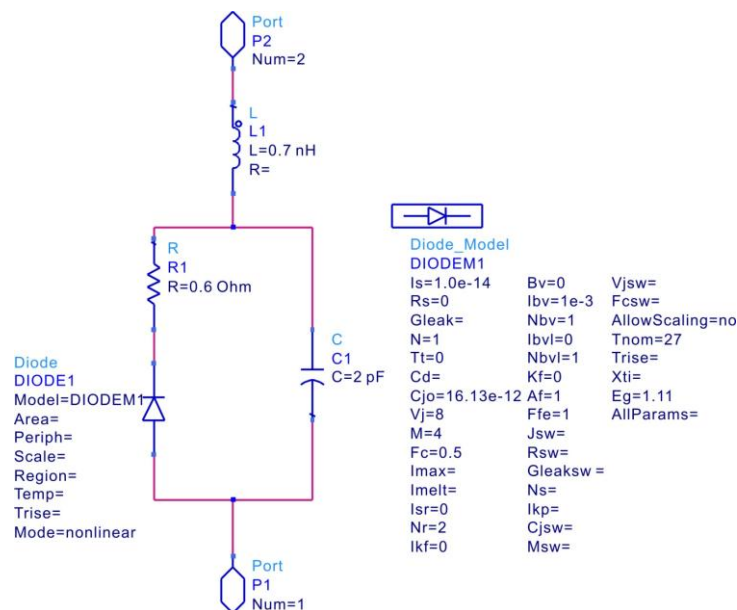 Port
P2
Num=2
L
L1
L=0.7 nH
R=
R
R1
R=0.6 Ohm
C
C1
C=2 pF
Diode
DIODE1
Model=DIODEM1
Area=
Periph=
Scale=
Region=
Temp=
Trise=
Mode=nonlinear
Port
P1
Num=1
Diode_Model
DIODEM1
Is=1.0e-14 Bv=0 Vjsw=
Rs=0 Ibv=1e-3 Fcsw=
Gleak= Nbv=1 AllowScaling=no
N=1 Ibvl=0 Tnom=27
Tt=0 Nbvl=1 Trise=
Cd= Kf=0 Xti=
Cjo=16.13e-12 Af=1 Eg=1.11
Vj=8 Ffe=1 AllParams=
M=4 Jsw=
Fc=0.5 Rsw=
Imax= Gleaksw =
Imelt= Ns=
Isr=0 Ikp=
Nr=2 Cjsw=
Ikf=0 Msw=